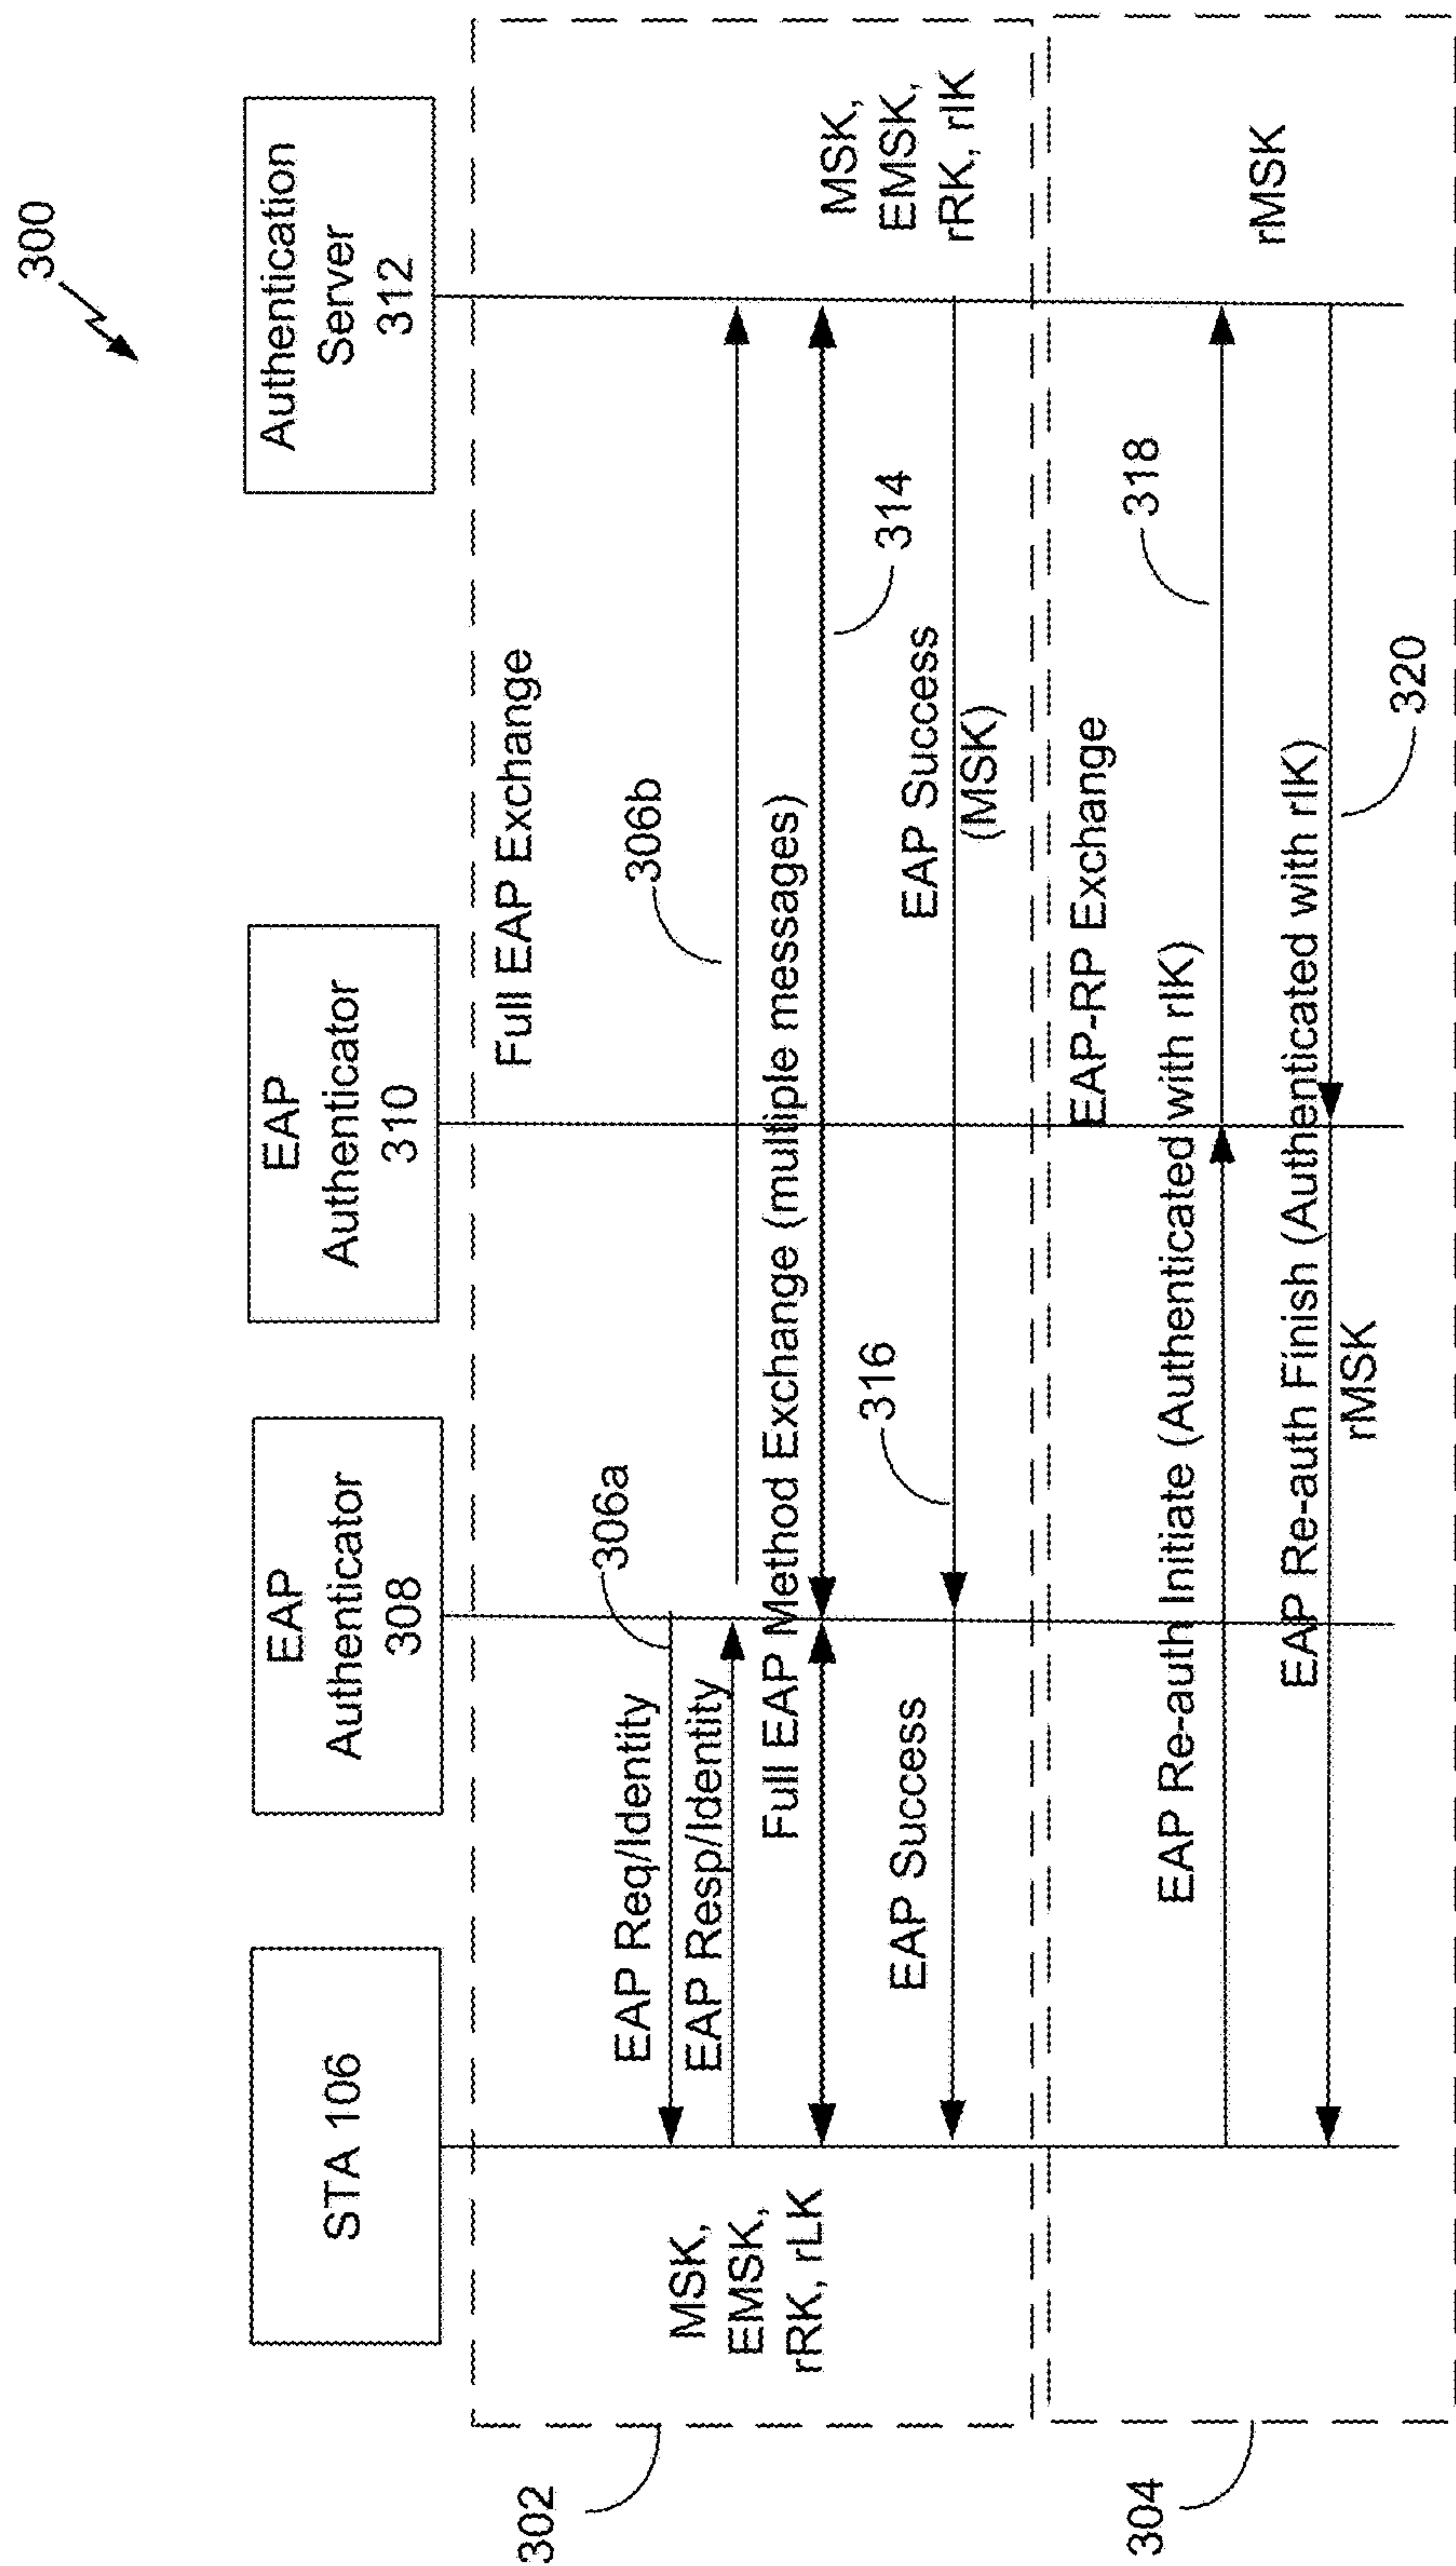 300
STA 106
EAP
Authenticator
308
EAP
Authenticator
310
Authentication
Server
312
302
Full EAP Exchange
306a
EAP Req/Identity
306b
EAP Resp/Identity
MSK,
EMSK,
rRK, rLK
Full EAP Method Exchange (multiple messages)
314
MSK,
EMSK,
rRK, rIK
316
EAP Success
EAP Success
(MSK)
304
EAP-RP Exchange
318
EAP Re-auth Initiate (Authenticated with rIK)
rMSK
EAP Re-auth Finish (Authenticated with rIK)
rMSK
320